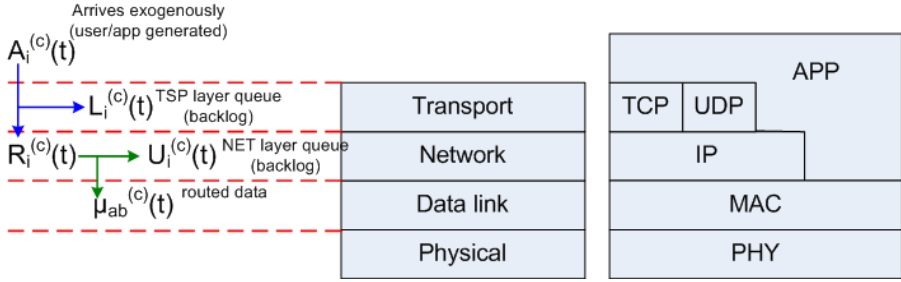 Arrives exogenously
(user/app generated)
A_i^(c)(t)
L_i^(c)(t) TSP layer queue
(backlog)
R_i^(c)(t)
U_i^(c)(t) NET layer queue
(backlog)
μ_ab^(c)(t) routed data
Transport
Network
Data link
Physical
APP
TCP UDP
IP
MAC
PHY